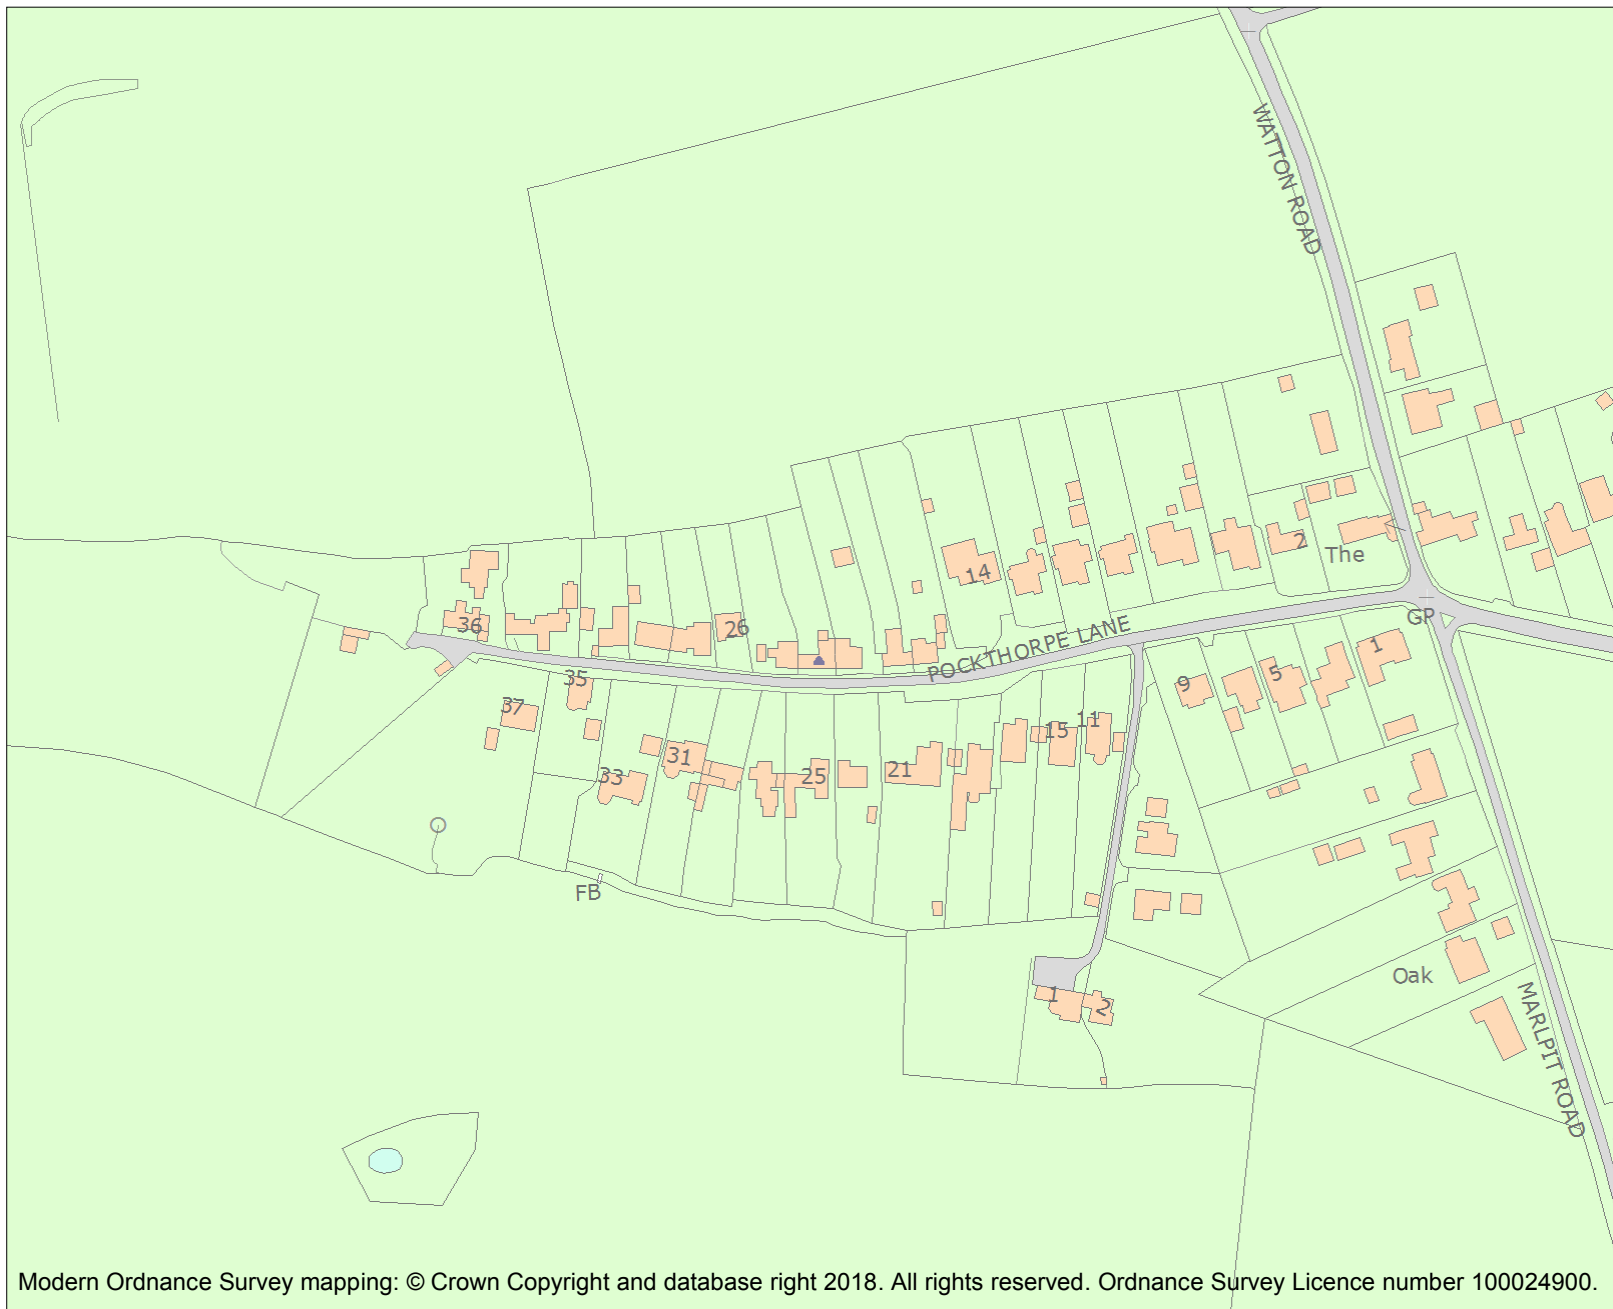 WATTON ROAD
2
The
14
GP
36
26
POCKTHORPE LANE
1
35
5
9
37
15
11
31
33
25
21
FB
Oak
1
2
MARLPIT ROAD
Modern Ordnance Survey mapping: © Crown Copyright and database right 2018. All rights reserved. Ordnance Survey Licence number 100024900.